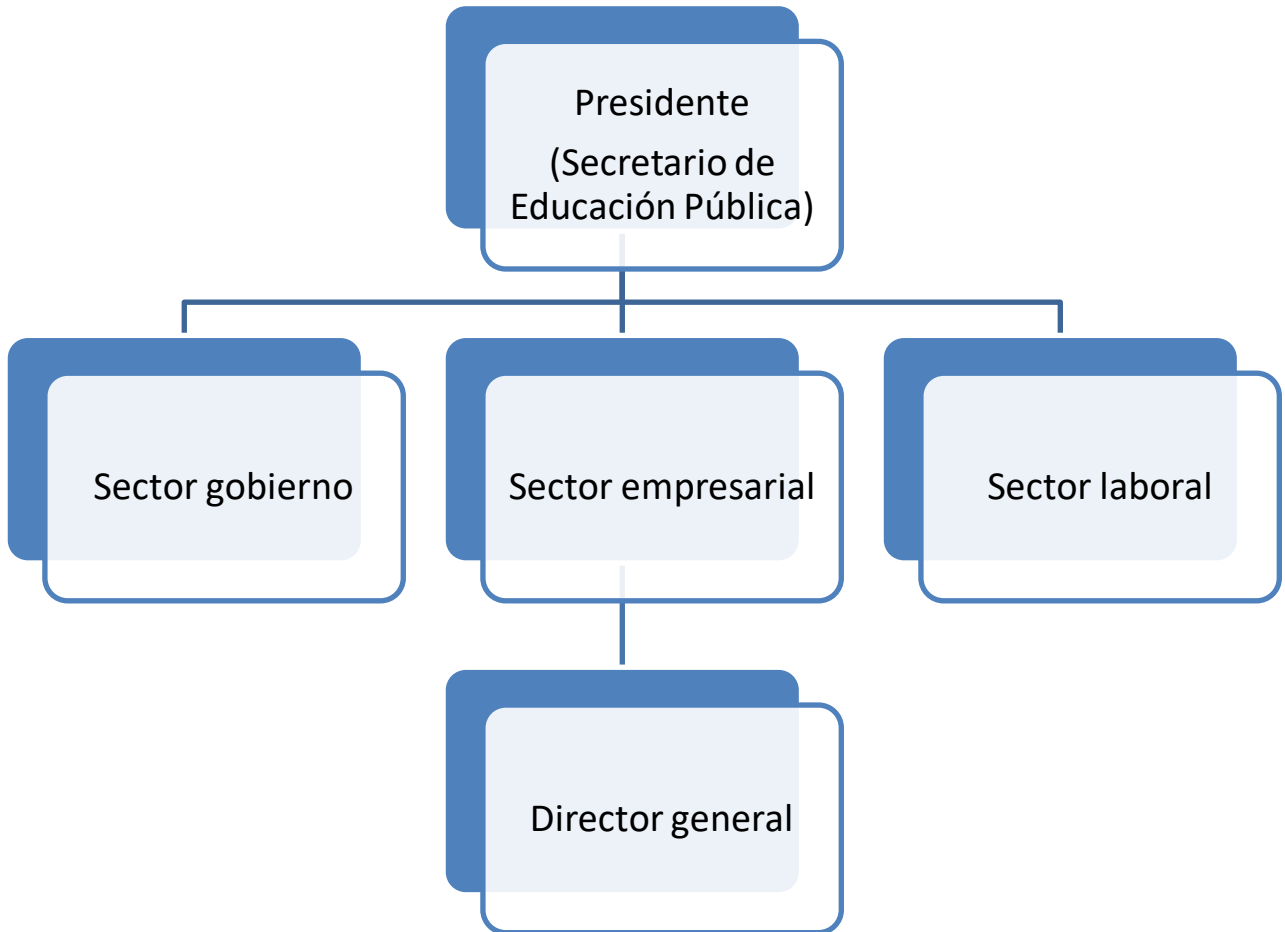 Presidente
(Secretario de
Educación Pública)
Sector gobierno
Sector empresarial
Sector laboral
Director general